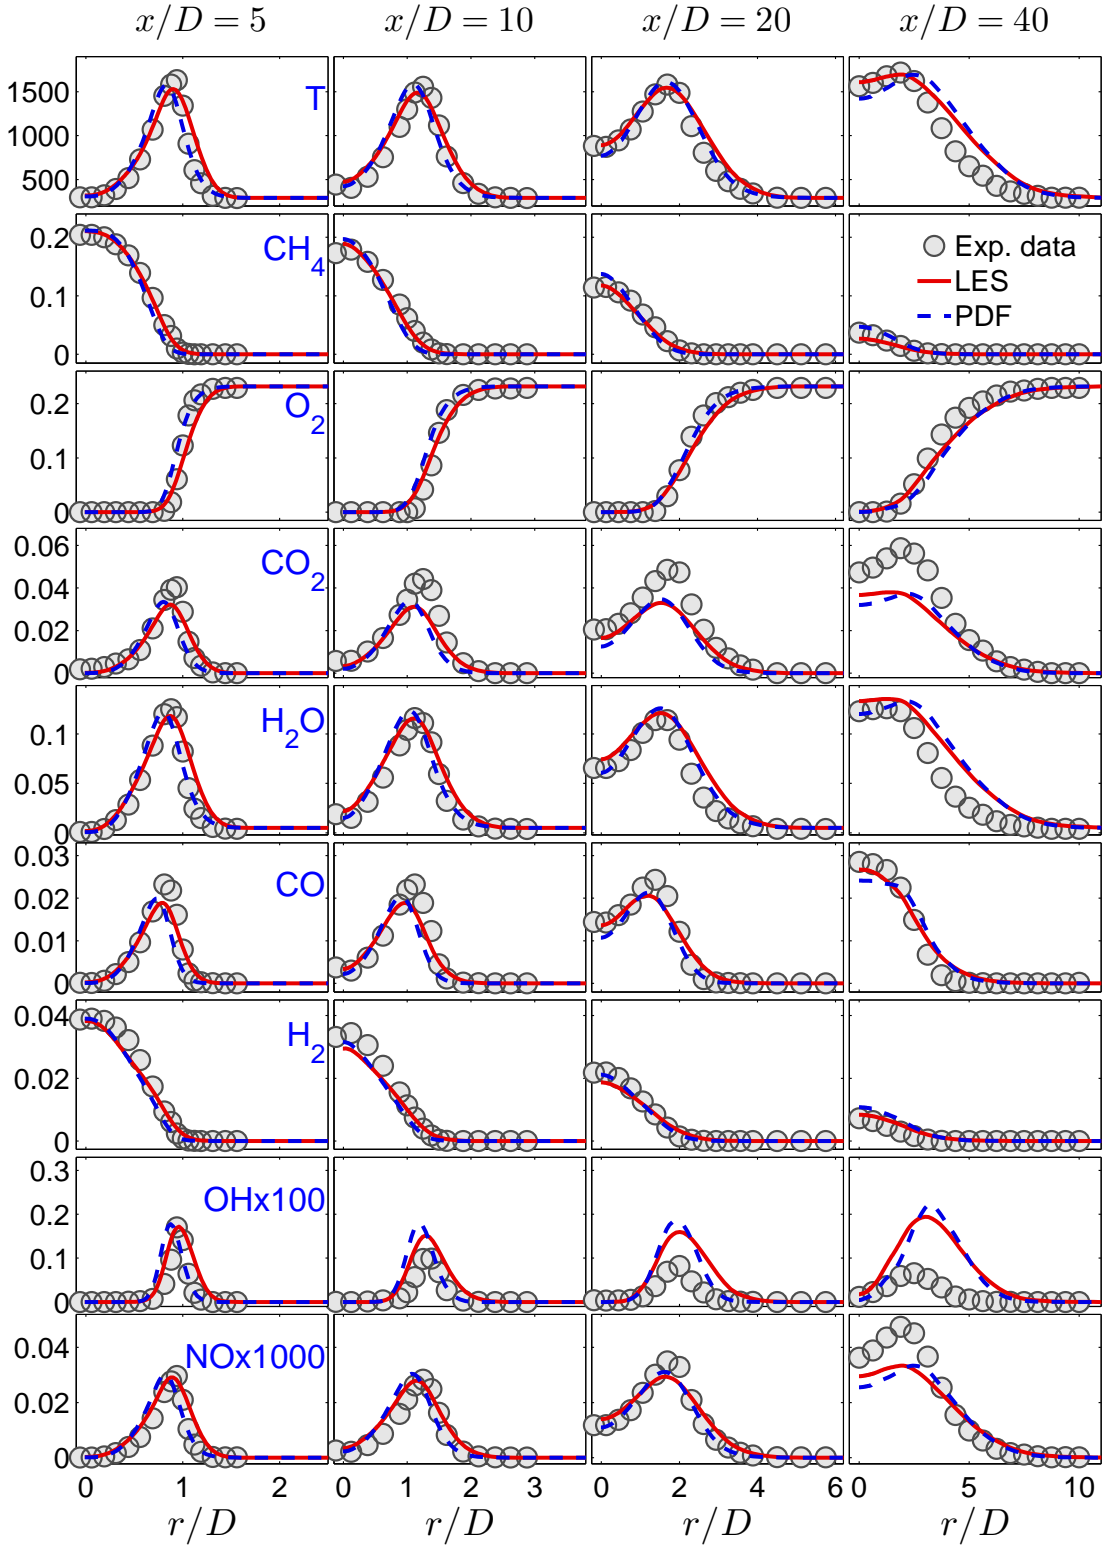 x/D = 5 x/D = 10 x/D = 20 x/D = 40
T
1500
1000
500
CH4
Exp. data
LES
PDF
0.2
0.1
0
O2
0.2
0.1
0
CO2
0.06
0.04
0.02
0
H2O
0.1
0
CO
0.03
0.02
0.01
0
H2
0.04
0.02
0
OHx100
0.3
0.2
0.1
0
NOx1000
0.04
0.02
0
0 1 2 0 1 2 3 0 2 4 6 0 5 10
r/D r/D r/D r/D